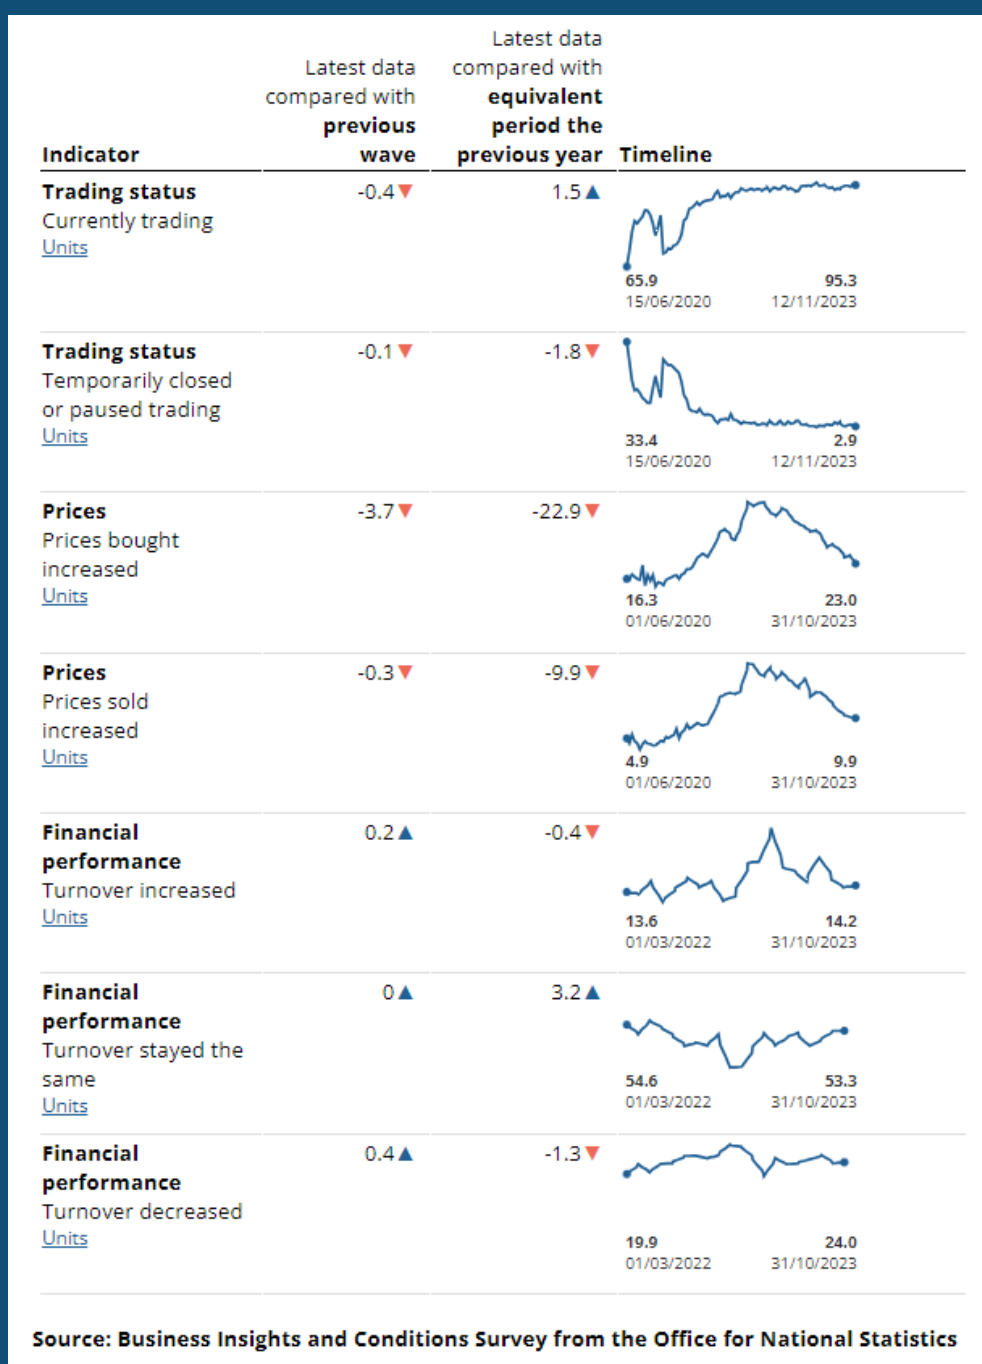 Indicator
Latest data
compared with
previous
wave
Latest data
compared with
equivalent
period the
previous year
Timeline
Trading status
Currently trading
Units
-0.4▼
1.5▲
65.9
15/06/2020
95.3
12/11/2023
Trading status
Temporarily closed
or paused trading
Units
-0.1▼
-1.8▼
33.4
15/06/2020
2.9
12/11/2023
Prices
Prices bought
increased
Units
-3.7▼
-22.9▼
16.3
01/06/2020
23.0
31/10/2023
Prices
Prices sold
increased
Units
-0.3▼
-9.9▼
4.9
01/06/2020
9.9
31/10/2023
Financial
performance
Turnover increased
Units
0.2▲
-0.4▼
13.6
01/03/2022
14.2
31/10/2023
Financial
performance
Turnover stayed the
same
Units
0▲
3.2▲
54.6
01/03/2022
53.3
31/10/2023
Financial
performance
Turnover decreased
Units
0.4▲
-1.3▼
19.9
01/03/2022
24.0
31/10/2023
Source: Business Insights and Conditions Survey from the Office for National Statistics